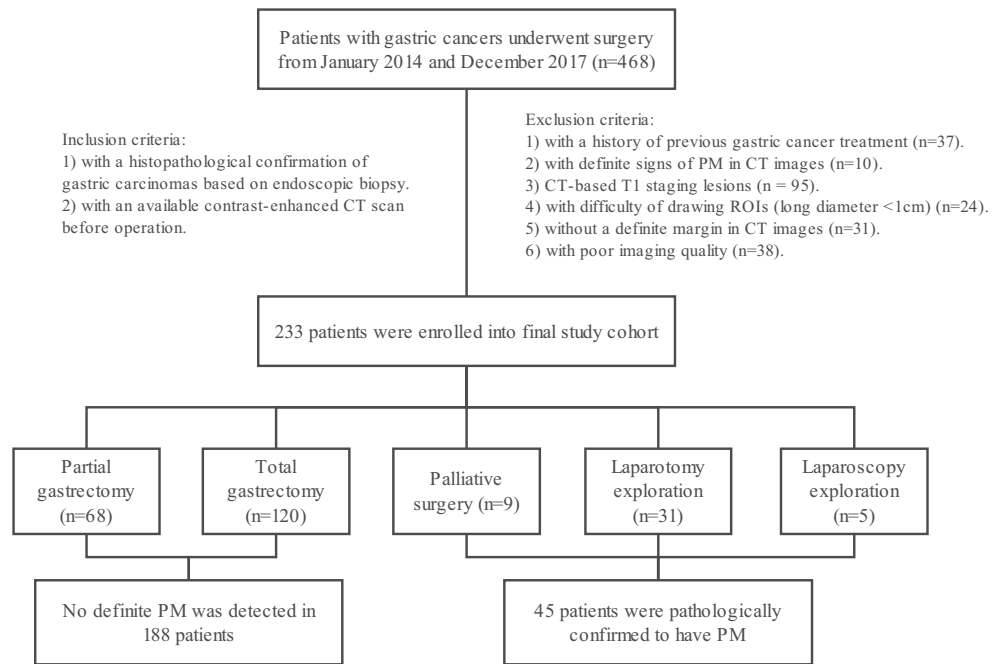 Patients with gastric cancers underwent surgery
from January 2014 and December 2017 (n=468)
Inclusion criteria:
1) with a histopathological confirmation of
gastric carcinomas based on endoscopic biopsy.
2) with an available contrast-enhanced CT scan
before operation.
Exclusion criteria:
1) with a history of previous gastric cancer treatment (n=37).
2) with definite signs of PM in CT images (n=10).
3) CT-based T1 staging lesions (n = 95).
4) with difficulty of drawing ROIs (long diameter <1cm) (n=24).
5) without a definite margin in CT images (n=31).
6) with poor imaging quality (n=38).
233 patients were enrolled into final study cohort
Partial
gastrectomy
(n=68)
Total
gastrectomy
(n=120)
Palliative
surgery (n=9)
Laparotomy
exploration
(n=31)
Laparoscopy
exploration
(n=5)
No definite PM was detected in
188 patients
45 patients were pathologically
confirmed to have PM